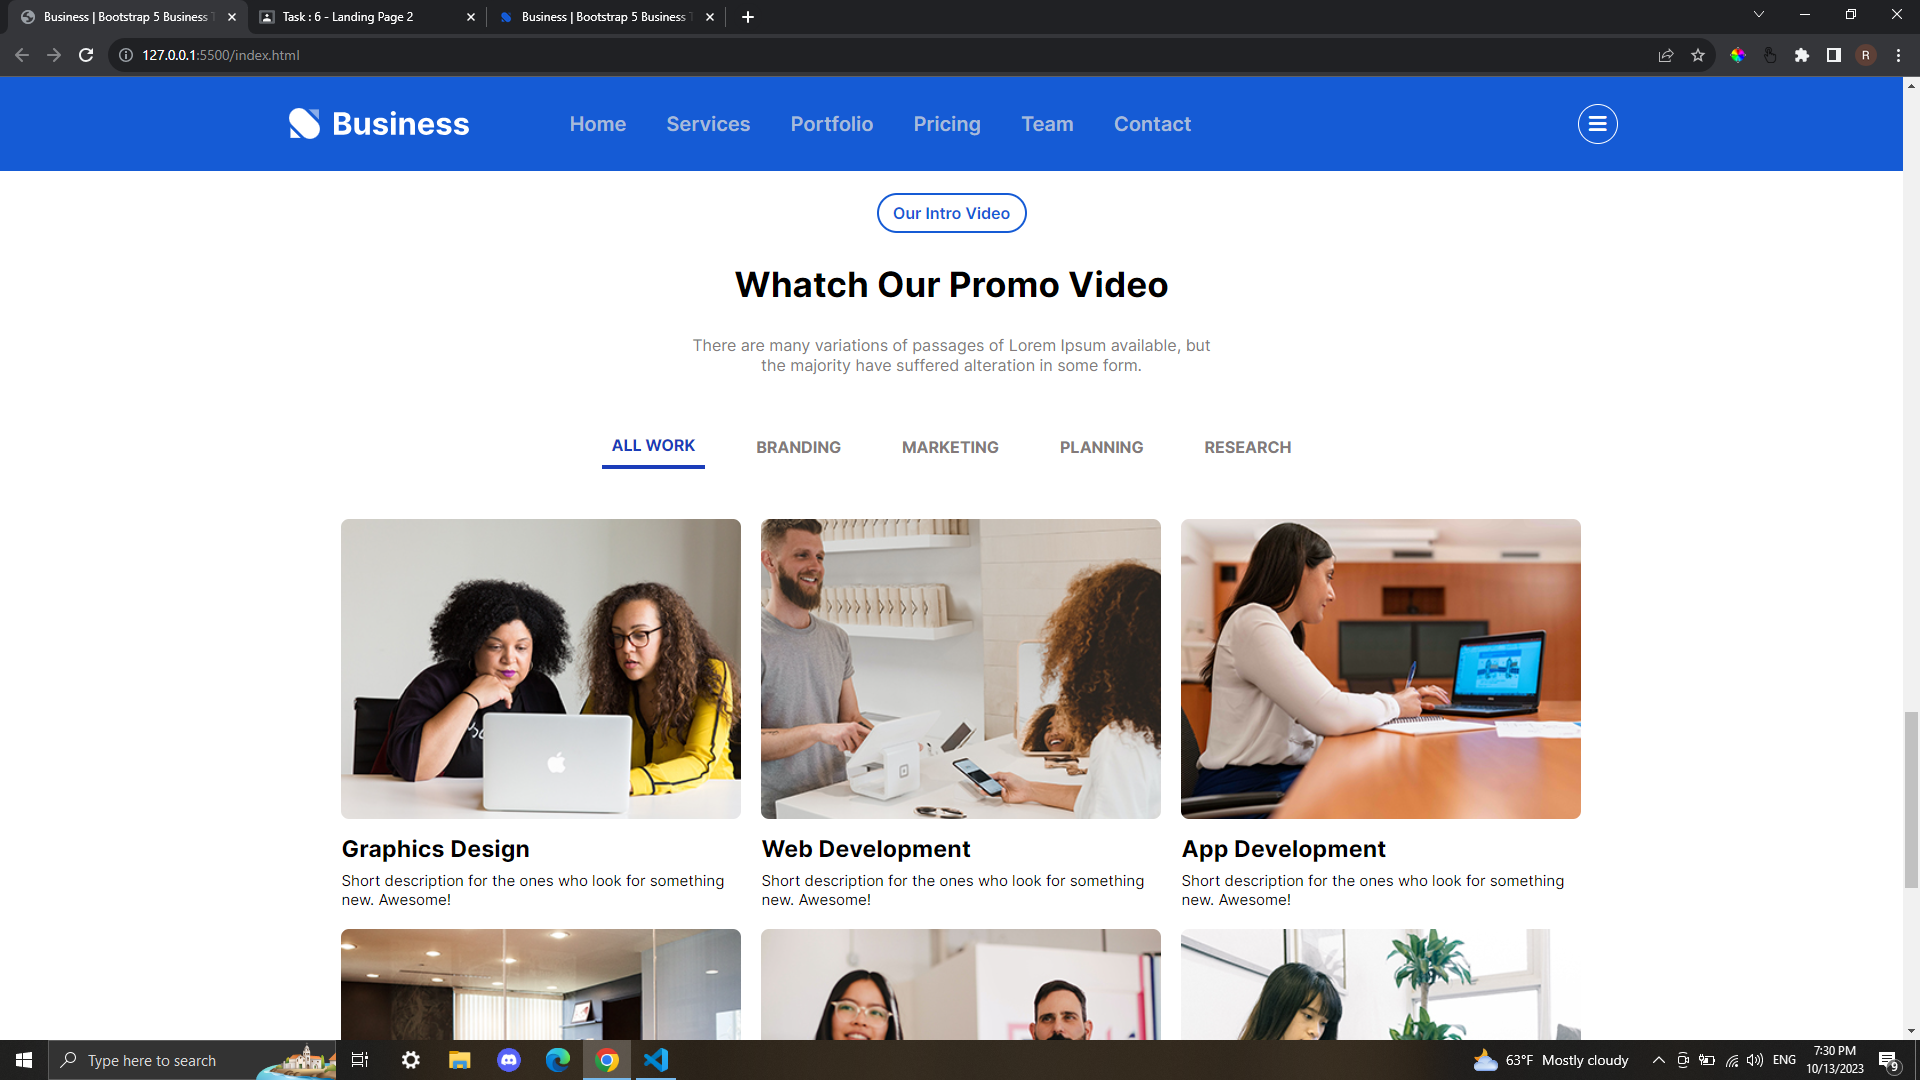 Business | Bootstrap 5 Business
Task : 6 - Landing Page 2
Business | Bootstrap 5 Business
127.0.0.1:5500/index.html
R
Business
Home
Services
Portfolio
Pricing
Team
Contact
Our Intro Video
Whatch Our Promo Video
There are many variations of passages of Lorem Ipsum available, but
the majority have suffered alteration in some form.
ALL WORK
BRANDING
MARKETING
PLANNING
RESEARCH
Graphics Design
Short description for the ones who look for something
new. Awesome!
Web Development
Short description for the ones who look for something
new. Awesome!
App Development
Short description for the ones who look for something
new. Awesome!
Type here to search
63°F Mostly cloudy
ENG
7:30 PM
10/13/2023
9